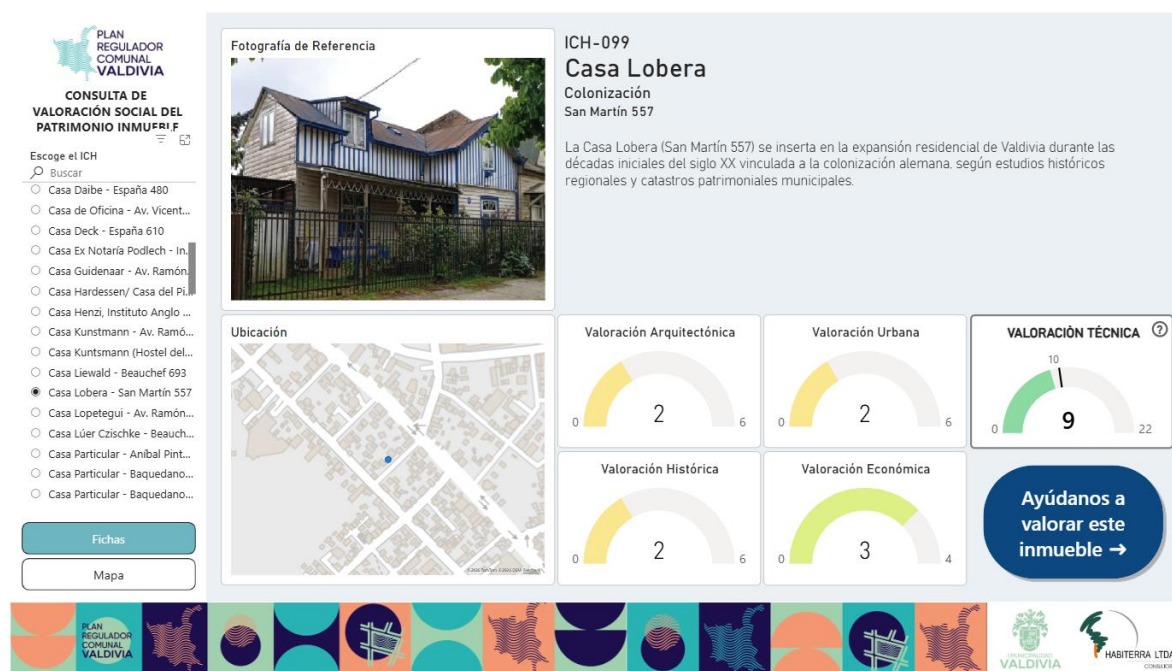 PLAN
REGULADOR
COMUNAL
VALDIVIA
CONSULTA DE
VALORACIÓN SOCIAL DEL
PATRIMONIO INMUEBLE
Escoge el ICH
Buscar
Casa Daibe - España 480
Casa de Oficina - Av. Vicent...
Casa Deck - España 610
Casa Ex Notaría Podlech - In...
Casa Guidenaar - Av. Ramón...
Casa Hardessen/ Casa del Pi...
Casa Henzi, Instituto Anglo ...
Casa Kunstmann - Av. Ramó...
Casa Kuntsmann (Hostel del...
Casa Liewald - Beauchef 693
Casa Lobera - San Martín 557
Casa Lopetegui - Av. Ramón...
Casa Lúer Czischke - Beauch...
Casa Particular - Aníbal Pint...
Casa Particular - Baquedano...
Casa Particular - Baquedano...
Fichas
Mapa
Fotografía de Referencia
ICH-099
Casa Lobera
Colonización
San Martín 557
La Casa Lobera (San Martín 557) se inserta en la expansión residencial de Valdivia durante las
décadas iniciales del siglo XX vinculada a la colonización alemana, según estudios históricos
regionales y catastros patrimoniales municipales.
Ubicación
Valoración Arquitectónica
0
2
6
Valoración Urbana
0
2
6
VALORACIÒN TÉCNICA
?
10
0
9
22
Valoración Histórica
0
2
6
Valoración Económica
0
3
4
Ayúdanos a
valorar este
inmueble →
PLAN
REGULADOR
COMUNAL
VALDIVIA
VALDIVIA
HABITERRA LTDA